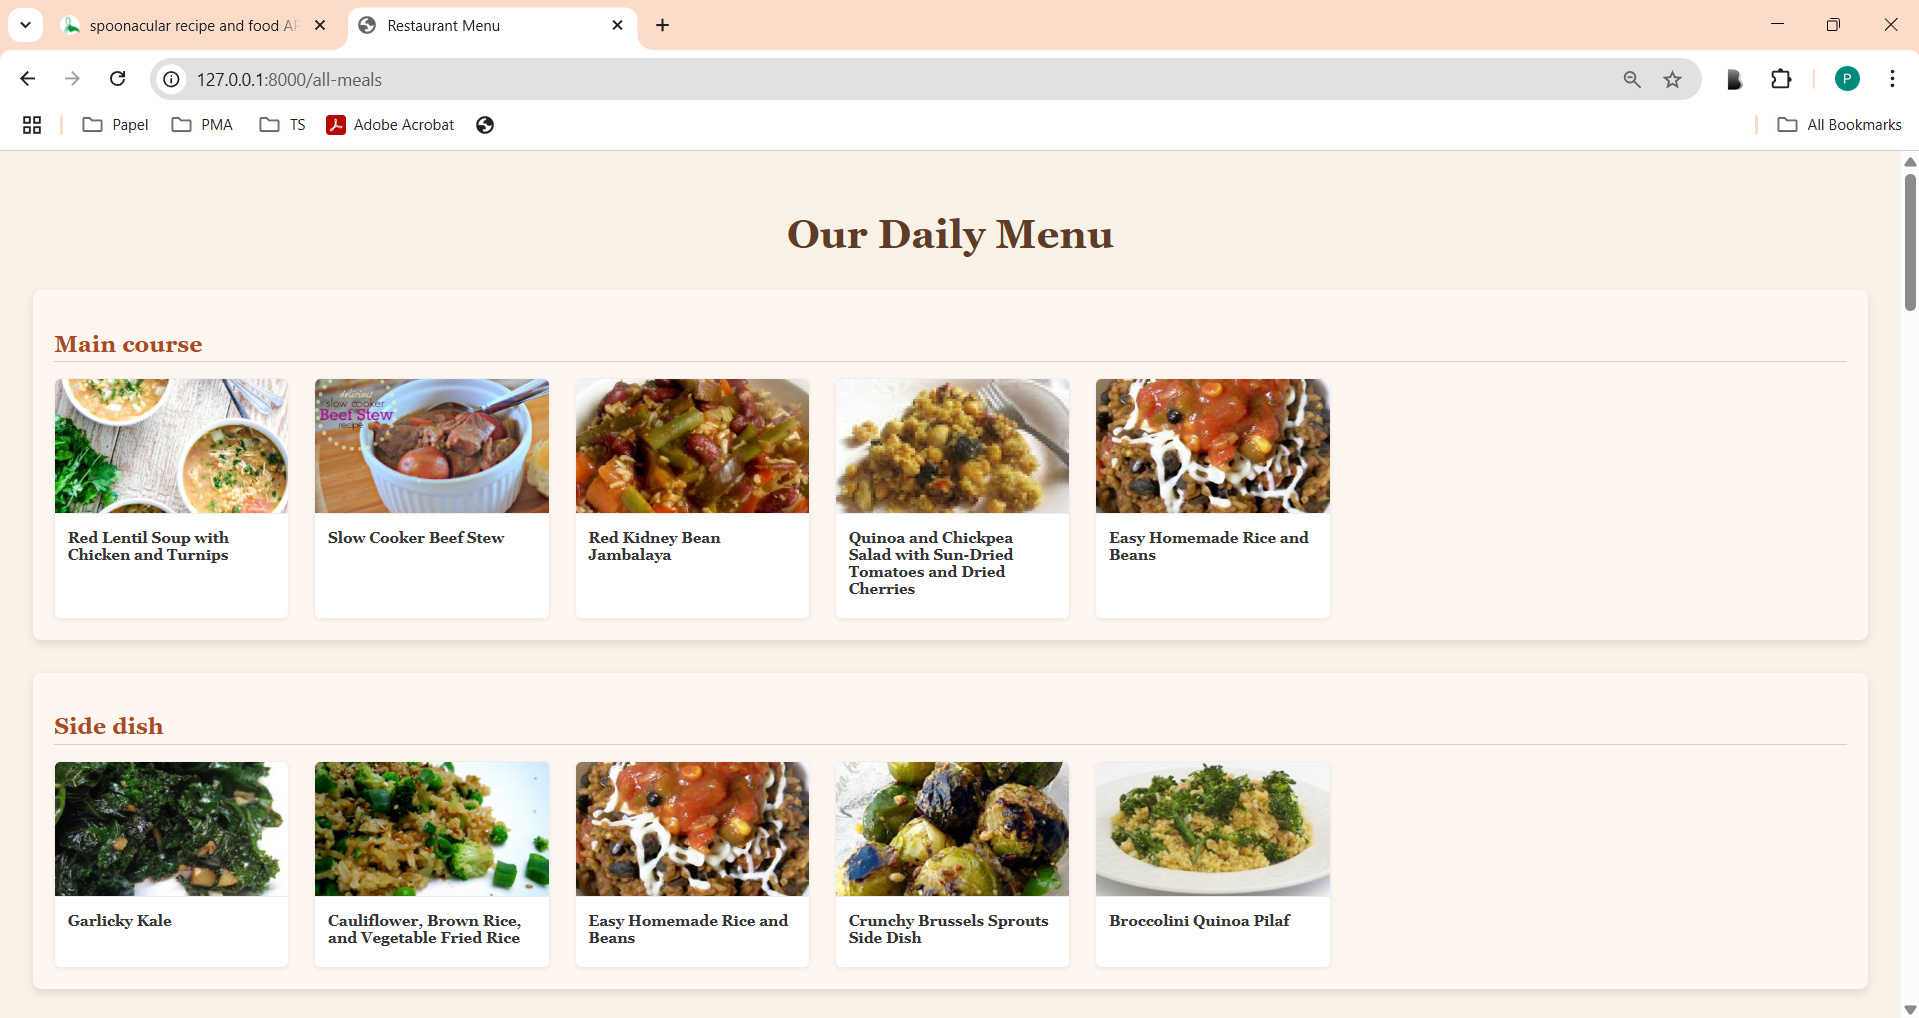 spoonacular recipe and food AP
Restaurant Menu
127.0.0.1:8000/all-meals
P
Papel
PMA
TS
Adobe Acrobat
All Bookmarks
Our Daily Menu
Main course
delicious
slow cooker
Beef Stew
recipe
Red Lentil Soup with
Chicken and Turnips
Slow Cooker Beef Stew
Red Kidney Bean
Jambalaya
Quinoa and Chickpea
Salad with Sun-Dried
Tomatoes and Dried
Cherries
Easy Homemade Rice and
Beans
Side dish
Garlicky Kale
Cauliflower, Brown Rice,
and Vegetable Fried Rice
Easy Homemade Rice and
Beans
Crunchy Brussels Sprouts
Side Dish
Broccolini Quinoa Pilaf